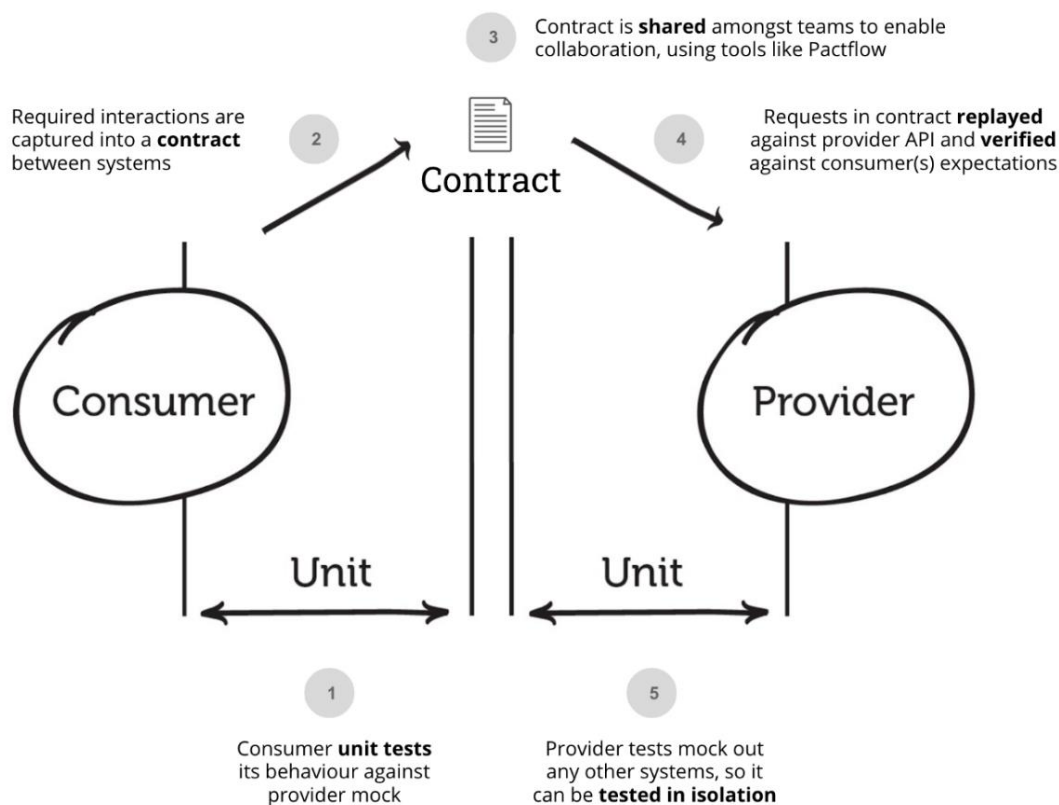 3
Contract is shared amongst teams to enable
collaboration, using tools like Pactflow
Required interactions are
captured into a contract
between systems
2
4
Requests in contract replayed
against provider API and verified
against consumer(s) expectations
Contract
Consumer
Provider
Unit
Unit
1
Consumer unit tests
its behaviour against
provider mock
5
Provider tests mock out
any other systems, so it
can be tested in isolation